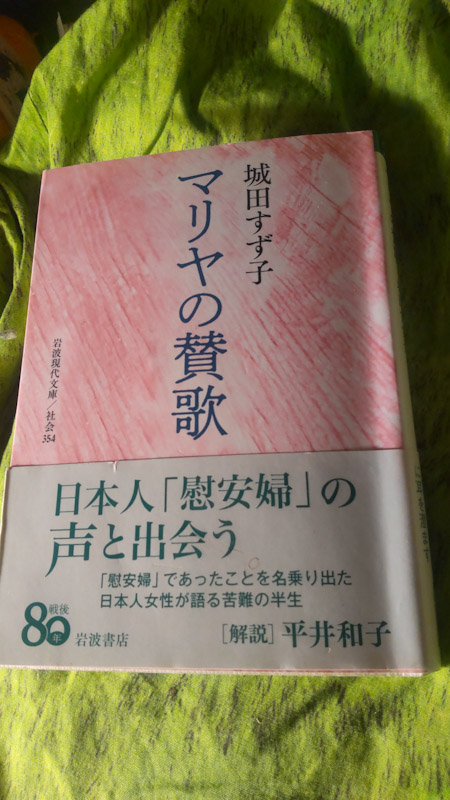 城田すず子
マリヤの賛歌
岩波現代文庫／社会
354
日本人「慰安婦」の
声と出会う
「慰安婦」であったことを名乗り出た
日本人女性が語る苦難の半生
戦後
80年
岩波書店
［解説］平井和子